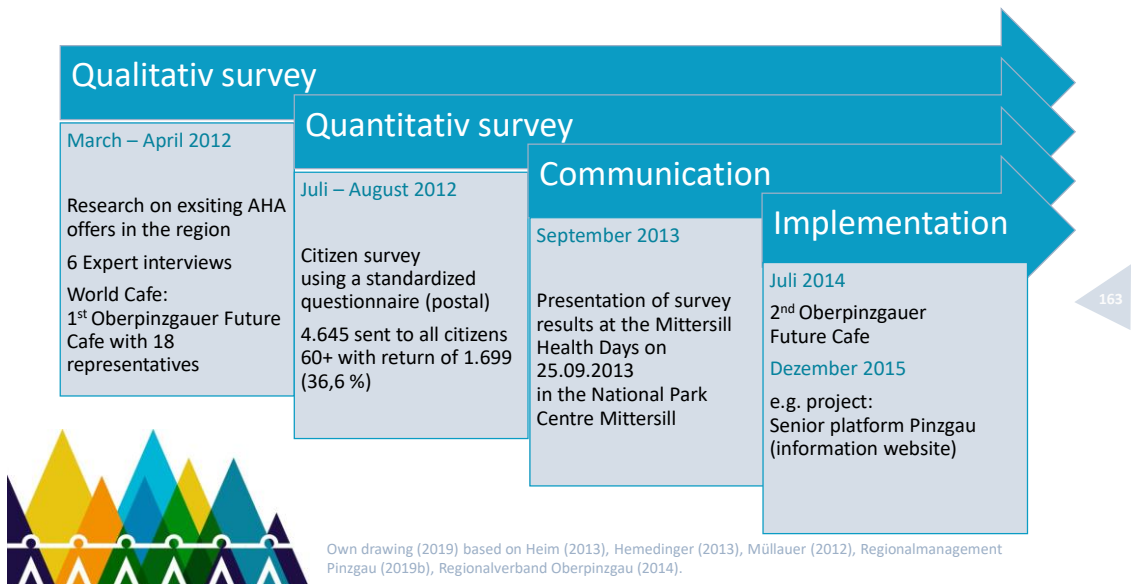 Qualitativ survey
March – April 2012
Research on exsiting AHA
offers in the region
6 Expert interviews
World Cafe:
1st Oberpinzgauer Future
Cafe with 18
representatives
Quantitativ survey
Juli – August 2012
Citizen survey
using a standardized
questionnaire (postal)
4.645 sent to all citizens
60+ with return of 1.699
(36,6 %)
Communication
September 2013
Presentation of survey
results at the Mittersill
Health Days on
25.09.2013
in the National Park
Centre Mittersill
Implementation
Juli 2014
2nd Oberpinzgauer
Future Cafe
Dezember 2015
e.g. project:
Senior platform Pinzgau
(information website)
163
Own drawing (2019) based on Heim (2013), Hemedinger (2013), Müllauer (2012), Regionalmanagement
Pinzgau (2019b), Regionalverband Oberpinzgau (2014).